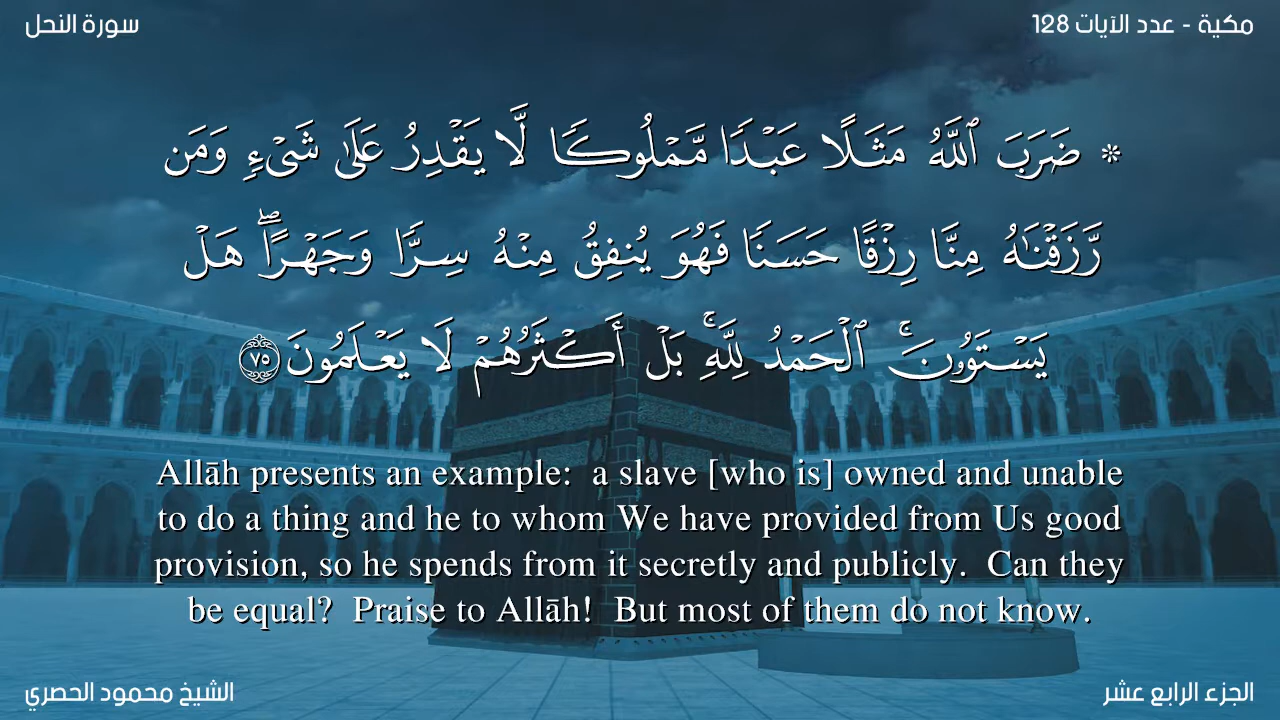 سورة النحل
مكية - عدد الآيات 128
۞ ضَرَبَ ٱللَّهُ مَثَلًا عَبْدًا مَّمْلُوكًا لَّا يَقْدِرُ عَلَىٰ شَىْءٍ وَمَن
رَّزَقْنَـٰهُ مِنَّا رِزْقًا حَسَنًا فَهُوَ يُنفِقُ مِنْهُ سِرًّا وَجَهْرًا ۖ هَلْ
يَسْتَوُۥنَ ۚ ٱلْحَمْدُ لِلَّهِ ۚ بَلْ أَكْثَرُهُمْ لَا يَعْلَمُونَ ٧٥
Allāh presents an example:  a slave [who is] owned and unable
to do a thing and he to whom We have provided from Us good
provision, so he spends from it secretly and publicly.  Can they
be equal?  Praise to Allāh!  But most of them do not know.
الشيخ محمود الحصري
الجزء الرابع عشر